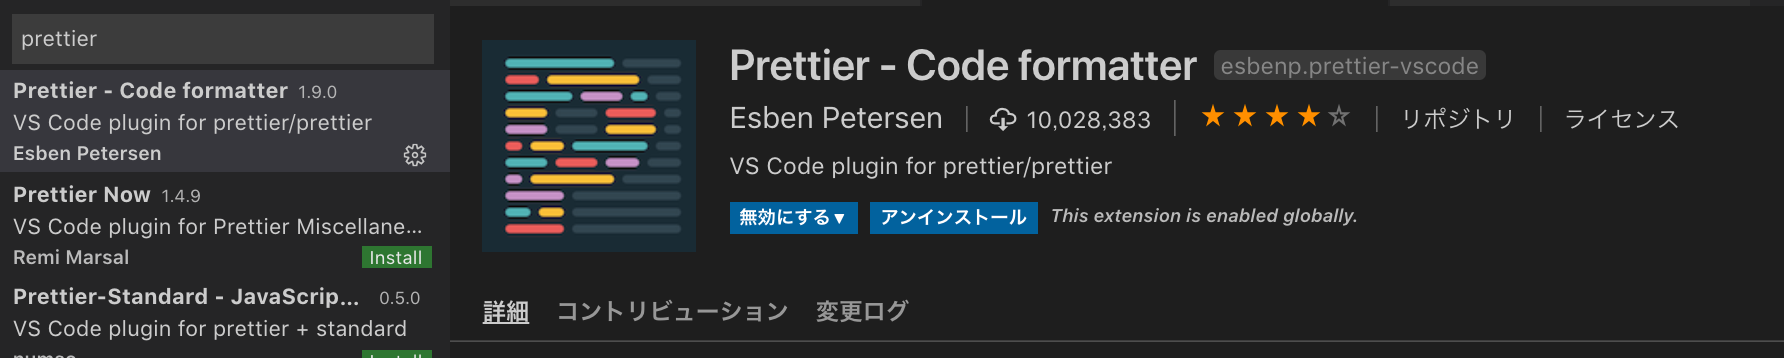 prettier
Prettier - Code formatter 1.9.0
VS Code plugin for prettier/prettier
Esben Petersen
Prettier Now 1.4.9
VS Code plugin for Prettier Miscellane...
Remi Marsal Install
Prettier-Standard - JavaScrip... 0.5.0
VS Code plugin for prettier + standard
Install
Prettier - Code formatter esbenp.prettier-vscode
Esben Petersen | 10,028,383 | ★★★★☆ | リポジトリ | ライセンス
VS Code plugin for prettier/prettier
無効にする▼ アンインストール This extension is enabled globally.
詳細 コントリビューション 変更ログ